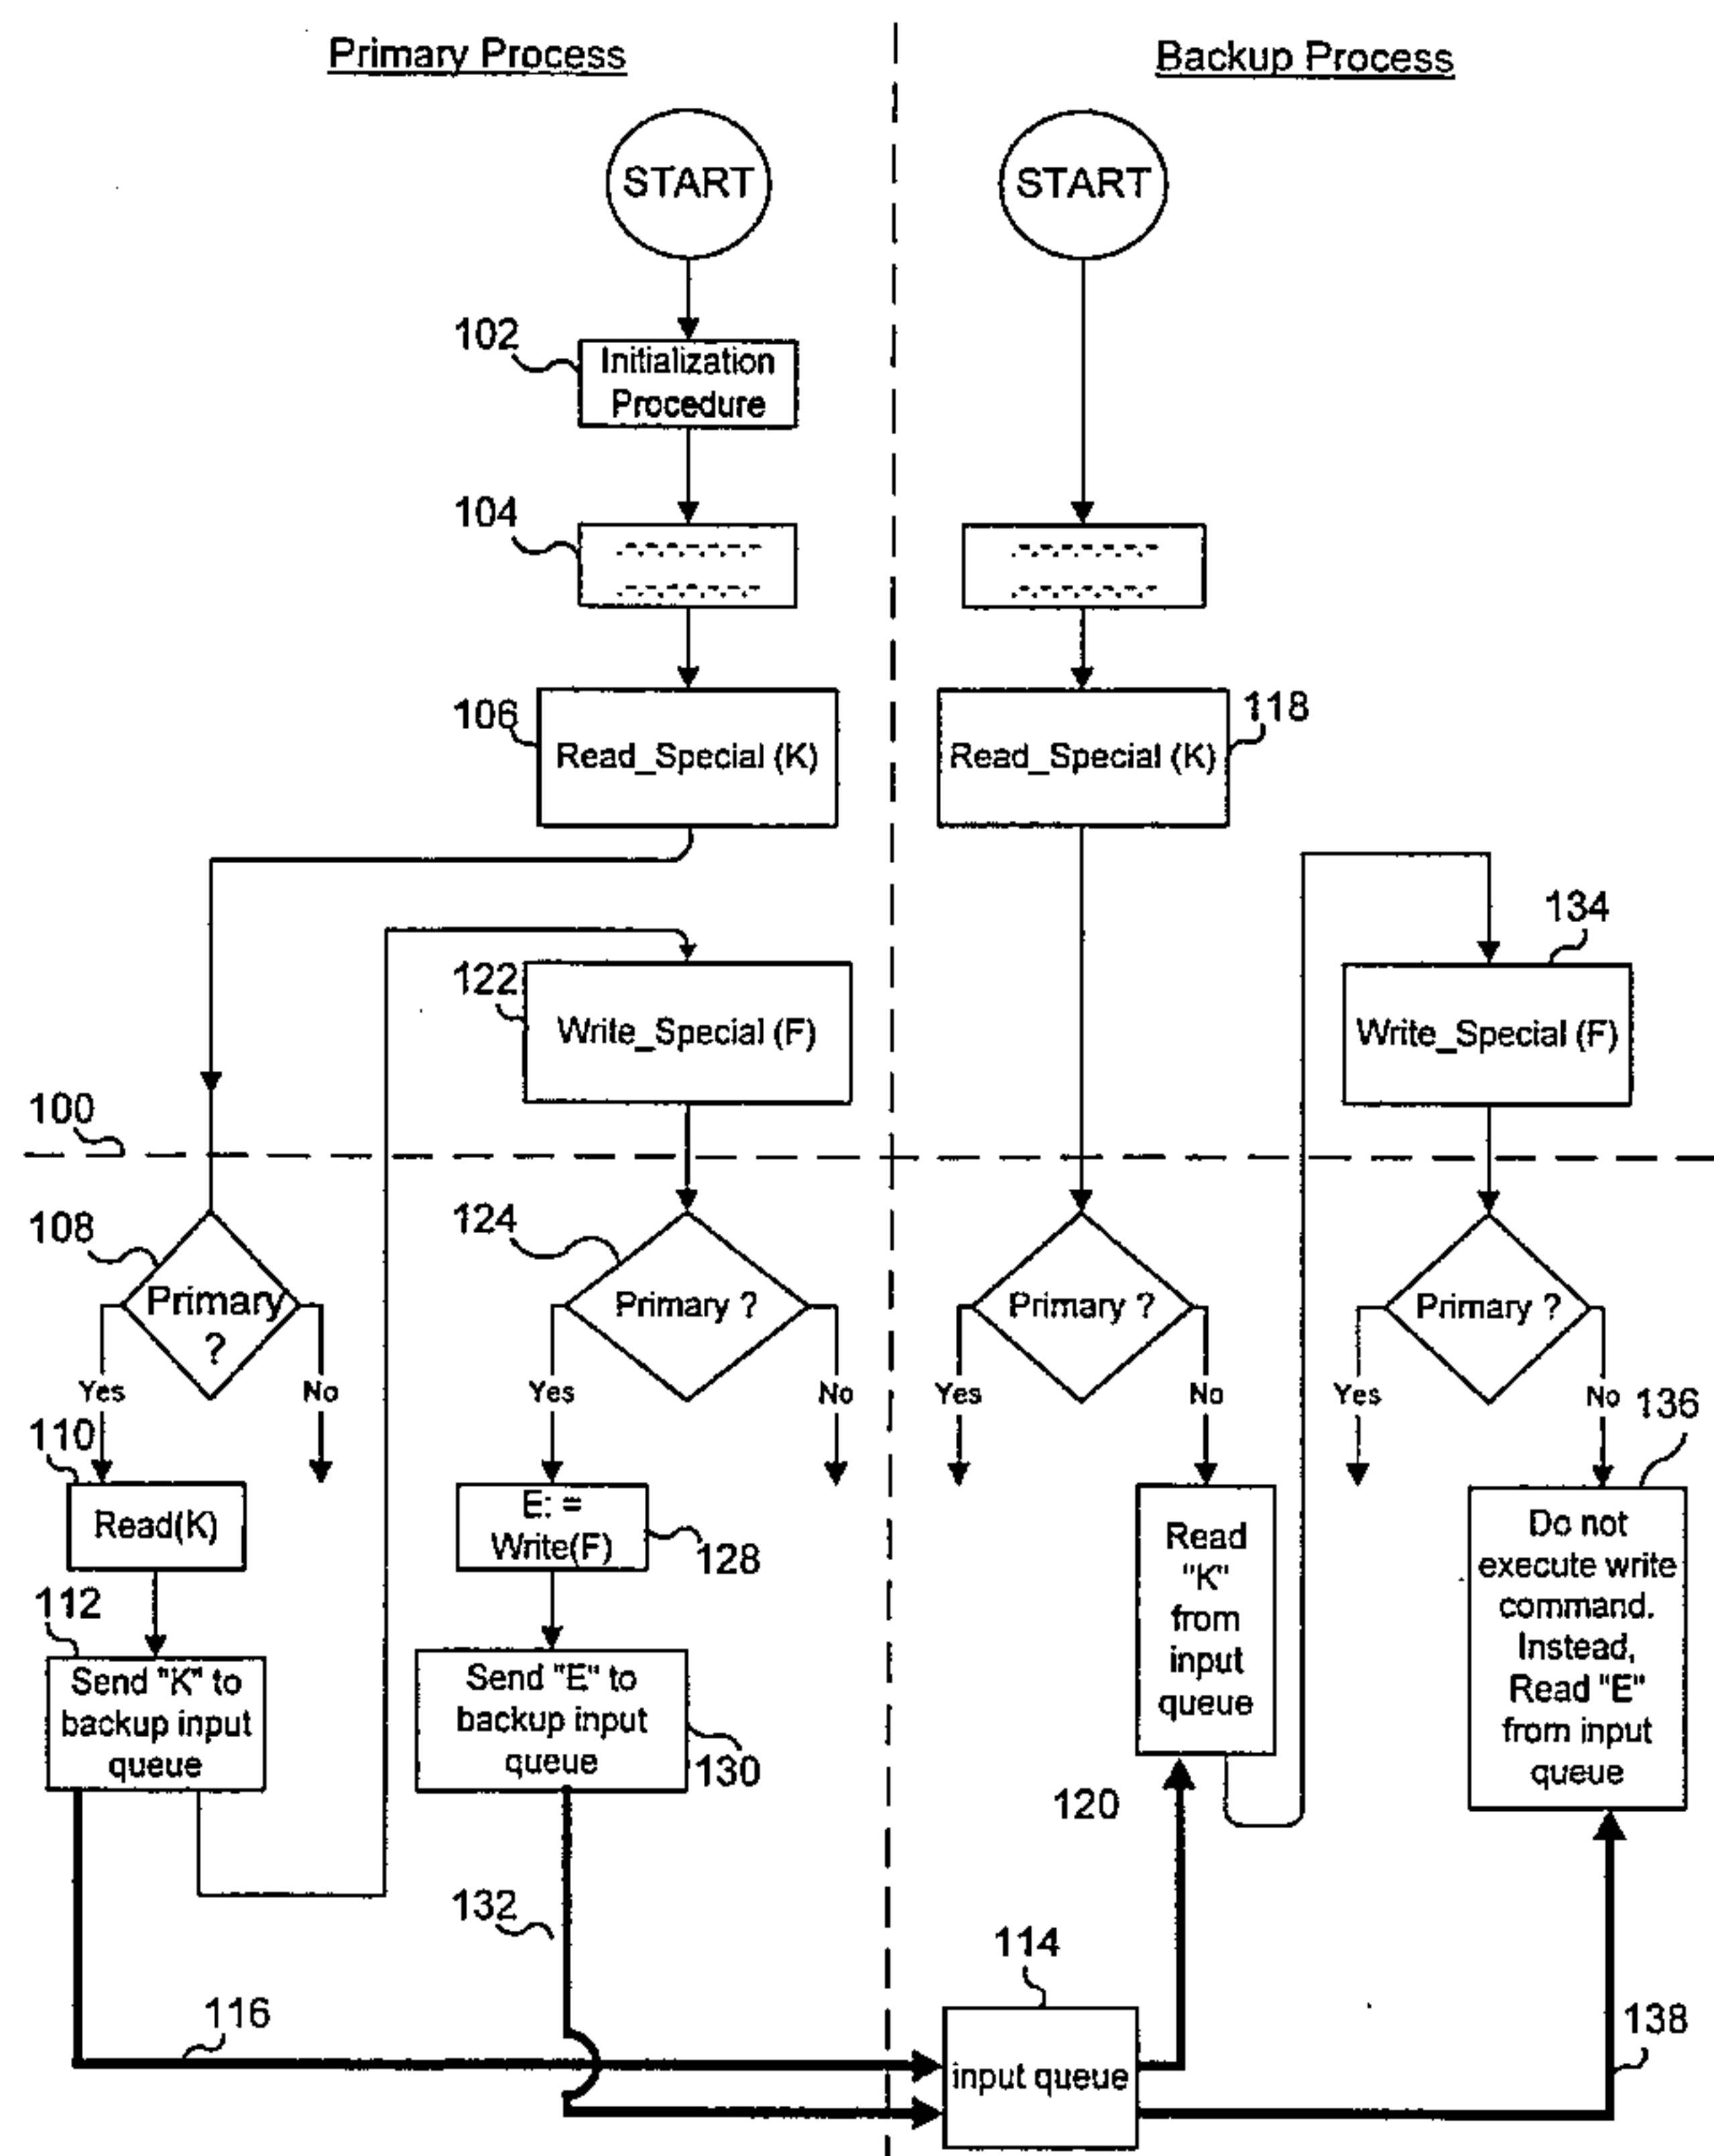 Primary Process
Backup Process
START
START
102
Initialization
Procedure
104
106
Read_Special (K)
Read_Special (K)
118
134
122
Write_Special (F)
Write_Special (F)
100
108
Primary
?
124
Primary ?
Primary ?
Primary ?
Yes
No
Yes
No
Yes
No
Yes
No
136
110
Read(K)
E: =
Write(F)
128
Read
"K"
from
input
queue
Do not
execute write
command.
Instead,
Read "E"
from input
queue
112
Send "K" to
backup input
queue
Send "E" to
backup input
queue
130
120
132
114
116
input queue
138